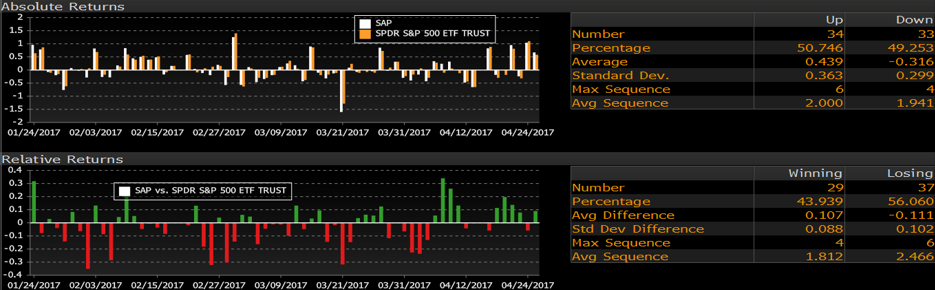 Absolute Returns
2
1.5
1
0.5
0
-0.5
-1
-1.5
-2
SAP
SPDR S&P 500 ETF TRUST
01/24/2017 02/03/2017 02/15/2017 02/27/2017 03/09/2017 03/21/2017 03/31/2017 04/12/2017 04/24/2017
Up Down
Number 34 33
Percentage 50.746 49.253
Average 0.439 -0.316
Standard Dev. 0.363 0.299
Max Sequence 6 4
Avg Sequence 2.000 1.941
Relative Returns
0.4
0.3
0.2
0.1
0
-0.1
-0.2
-0.3
-0.4
SAP vs. SPDR S&P 500 ETF TRUST
01/24/2017 02/03/2017 02/15/2017 02/27/2017 03/09/2017 03/21/2017 03/31/2017 04/12/2017 04/24/2017
Winning Losing
Number 29 37
Percentage 43.939 56.060
Avg Difference 0.107 -0.111
Std Dev Difference 0.088 0.102
Max Sequence 4 6
Avg Sequence 1.812 2.466